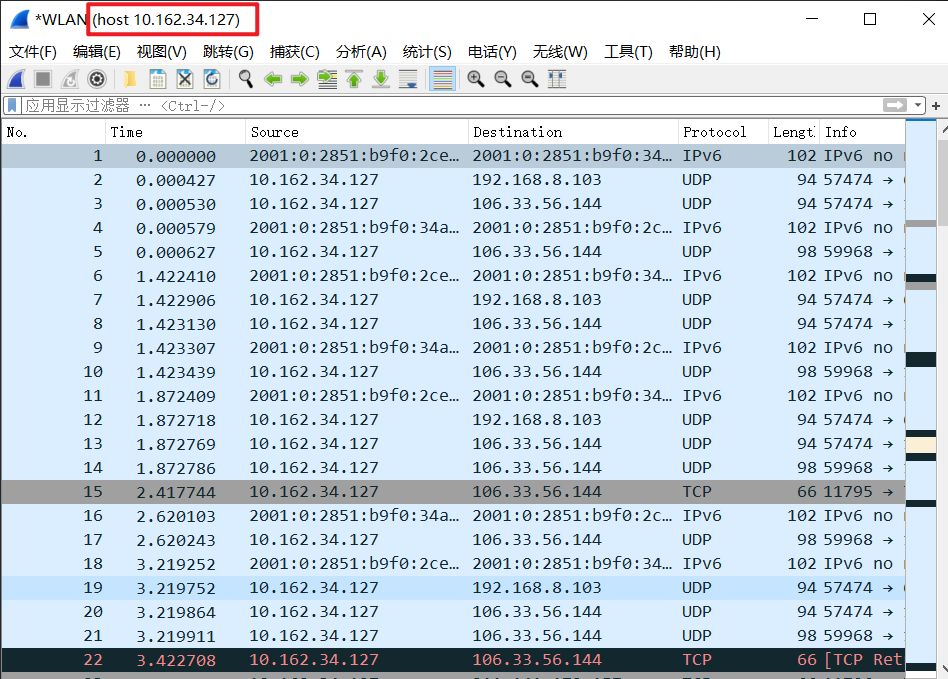 *WLAN (host 10.162.34.127)
文件(F) 编辑(E) 视图(V) 跳转(G) 捕获(C) 分析(A) 统计(S) 电话(Y) 无线(W) 工具(T) 帮助(H)
应用显示过滤器 … <Ctrl-/>
No. Time Source Destination Protocol Lengt Info
1 0.000000 2001:0:2851:b9f0:2ce… 2001:0:2851:b9f0:34… IPv6 102 IPv6 no
2 0.000427 10.162.34.127 192.168.8.103 UDP 94 57474 →
3 0.000530 10.162.34.127 106.33.56.144 UDP 94 57474 →
4 0.000579 2001:0:2851:b9f0:34a… 2001:0:2851:b9f0:2c… IPv6 102 IPv6 no
5 0.000627 10.162.34.127 106.33.56.144 UDP 98 59968 →
6 1.422410 2001:0:2851:b9f0:2ce… 2001:0:2851:b9f0:34… IPv6 102 IPv6 no
7 1.422906 10.162.34.127 192.168.8.103 UDP 94 57474 →
8 1.423130 10.162.34.127 106.33.56.144 UDP 94 57474 →
9 1.423307 2001:0:2851:b9f0:34a… 2001:0:2851:b9f0:2c… IPv6 102 IPv6 no
10 1.423439 10.162.34.127 106.33.56.144 UDP 98 59968 →
11 1.872409 2001:0:2851:b9f0:2ce… 2001:0:2851:b9f0:34… IPv6 102 IPv6 no
12 1.872718 10.162.34.127 192.168.8.103 UDP 94 57474 →
13 1.872769 10.162.34.127 106.33.56.144 UDP 94 57474 →
14 1.872786 10.162.34.127 106.33.56.144 UDP 98 59968 →
15 2.417744 10.162.34.127 106.33.56.144 TCP 66 11795 →
16 2.620103 2001:0:2851:b9f0:34a… 2001:0:2851:b9f0:2c… IPv6 102 IPv6 no
17 2.620243 10.162.34.127 106.33.56.144 UDP 98 59968 →
18 3.219252 2001:0:2851:b9f0:2ce… 2001:0:2851:b9f0:34… IPv6 102 IPv6 no
19 3.219752 10.162.34.127 192.168.8.103 UDP 94 57474 →
20 3.219864 10.162.34.127 106.33.56.144 UDP 94 57474 →
21 3.219911 10.162.34.127 106.33.56.144 UDP 98 59968 →
22 3.422708 10.162.34.127 106.33.56.144 TCP 66 [TCP Ret